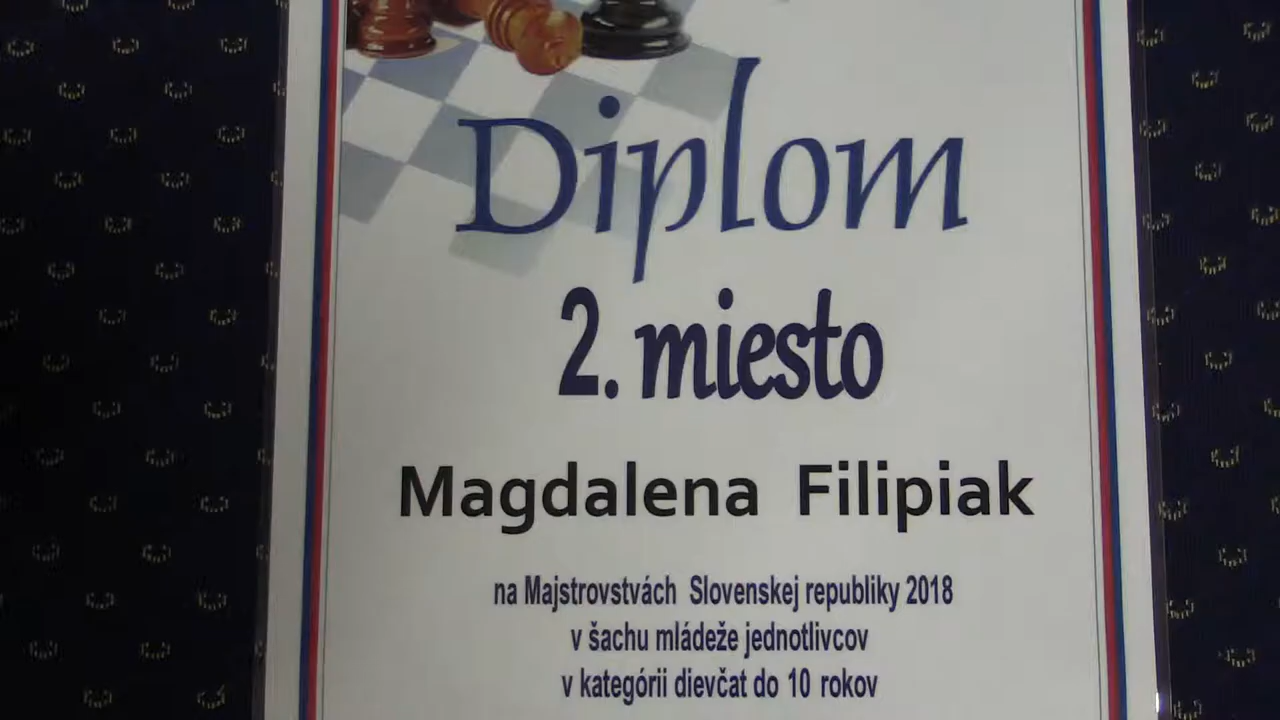 Diplom
2. miesto
Magdalena Filipiak
na Majstrovstvách Slovenskej republiky 2018
v šachu mládeže jednotlivcov
v kategórii dievčat do 10 rokov